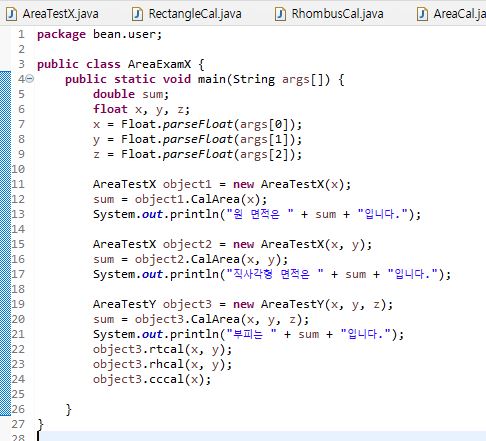 AreaTestX.java RectangleCal.java RhombusCal.java AreaCal.java
1 package bean.user;
2
3 public class AreaExamX {
4 public static void main(String args[]) {
5 double sum;
6 float x, y, z;
7 x = Float.parseFloat(args[0]);
8 y = Float.parseFloat(args[1]);
9 z = Float.parseFloat(args[2]);
10
11 AreaTestX object1 = new AreaTestX(x);
12 sum = object1.CalArea(x);
13 System.out.println("원 면적은 " + sum + "입니다.");
14
15 AreaTestX object2 = new AreaTestX(x, y);
16 sum = object2.CalArea(x, y);
17 System.out.println("직사각형 면적은 " + sum + "입니다.");
18
19 AreaTestY object3 = new AreaTestY(x, y, z);
20 sum = object3.CalArea(x, y, z);
21 System.out.println("부피는 " + sum + "입니다.");
22 object3.rtcal(x, y);
23 object3.rhcal(x, y);
24 object3.cccal(x);
25
26 }
27 }
28